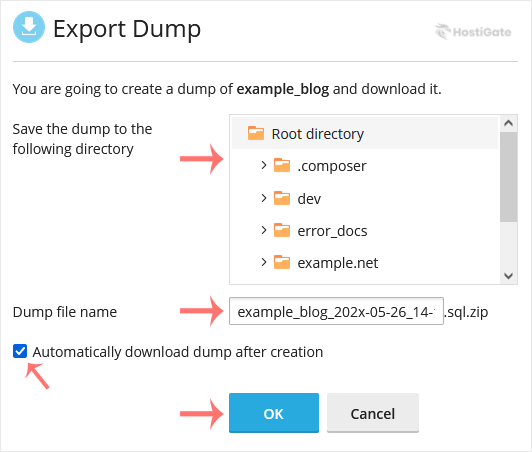 Export Dump
HostiGate
You are going to create a dump of example_blog and download it.
Save the dump to the
following directory
Root directory
.composer
dev
error_docs
example.net
Dump file name
example_blog_202x-05-26_14-
.sql.zip
Automatically download dump after creation
OK
Cancel